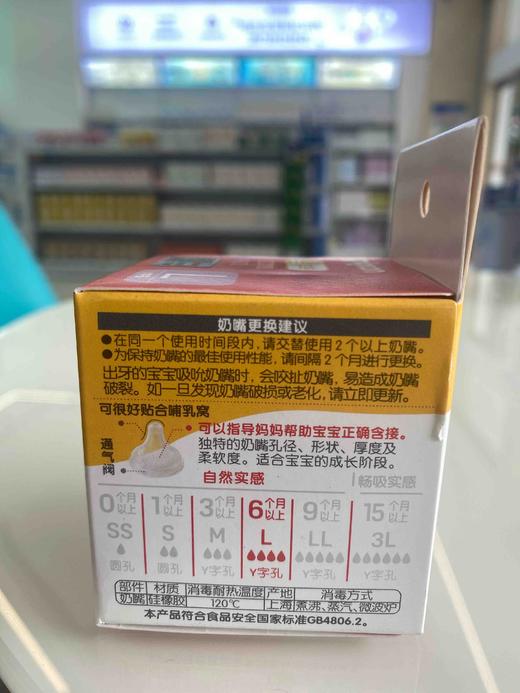 奶嘴更换建议
●在同一个使用时间段内,请交替使用2个以上奶嘴。
●为保持奶嘴的最佳使用性能,请间隔2个月进行更换。
出牙的宝宝吸吮奶嘴时,会咬扯奶嘴,易造成奶嘴
破裂。如一旦发现奶嘴破损或老化,请立即更新。
可很好贴合哺乳窝
通气阀
●可以指导妈妈帮助宝宝正确含接。
独特的奶嘴孔径、形状、厚度及
柔软度。适合宝宝的成长阶段。
自然实感 畅吸实感
0个月以上 1个月以上 3个月以上 6个月以上 9个月以上 15个月以上
SS S M L LL 3L
圆孔 圆孔 Y字孔 Y字孔 Y字孔 Y字孔
部件 材质 消毒耐热温度 产地 消毒方式
奶嘴 硅橡胶 120℃ 上海 煮沸、蒸汽、微波炉
本产品符合食品安全国家标准GB4806.2。